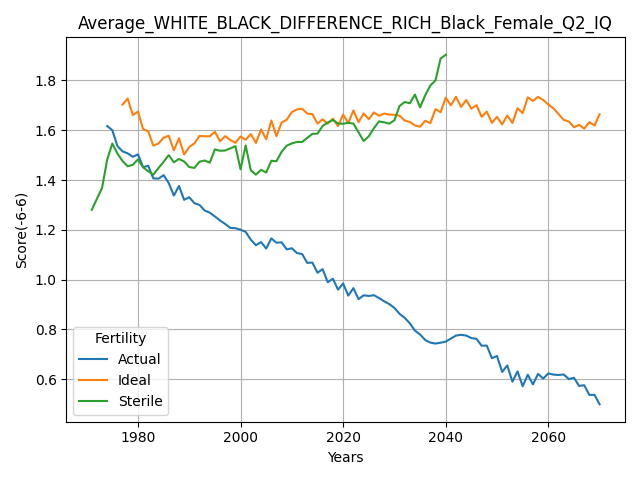 Average_WHITE_BLACK_DIFFERENCE_RICH_Black_Female_Q2_IQ
Score(-6-6)
1.8
1.6
1.4
1.2
1.0
0.8
0.6
Fertility
Actual
Ideal
Sterile
1980
2000
2020
2040
2060
Years